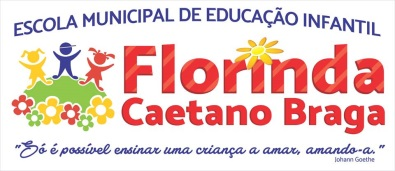 ESCOLA MUNICIPAL DE EDUCAÇÃO INFANTIL
Florinda
Caetano Braga
"Só é possível ensinar uma criança a amar, amando-a."
Johann Goethe